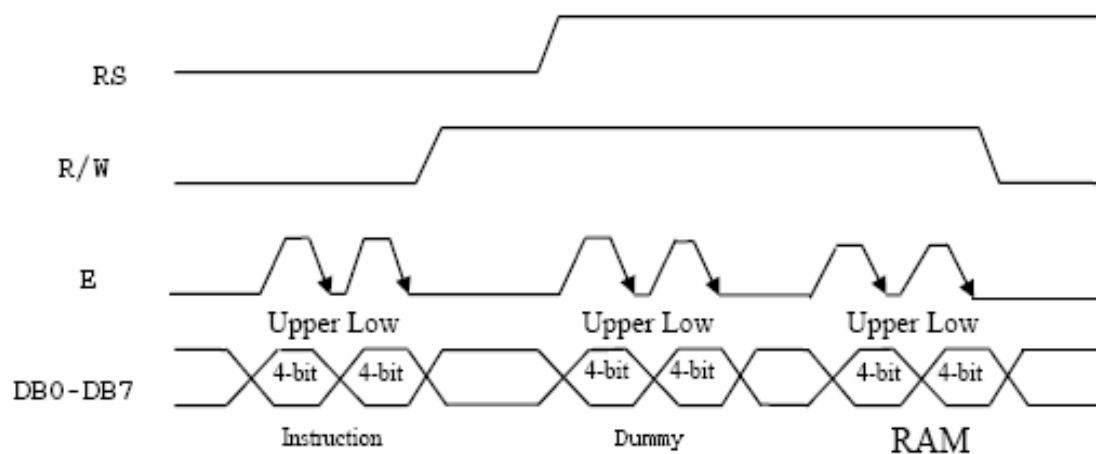 RS
R/W
E
Upper Low Upper Low Upper Low
DB0-DB7 4-bit 4-bit 4-bit 4-bit 4-bit 4-bit
Instruction Dummy RAM